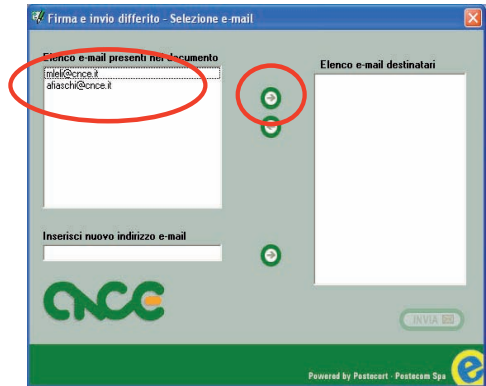 Firma e invio differito - Selezione e-mail
Elenco e-mail presenti nel documento
mleli@cnce.it
afiaschi@cnce.it
Elenco e-mail destinatari
Inserisci nuovo indirizzo e-mail
CNCE
INVIA
Powered by Postecert - Postecom Spa
e